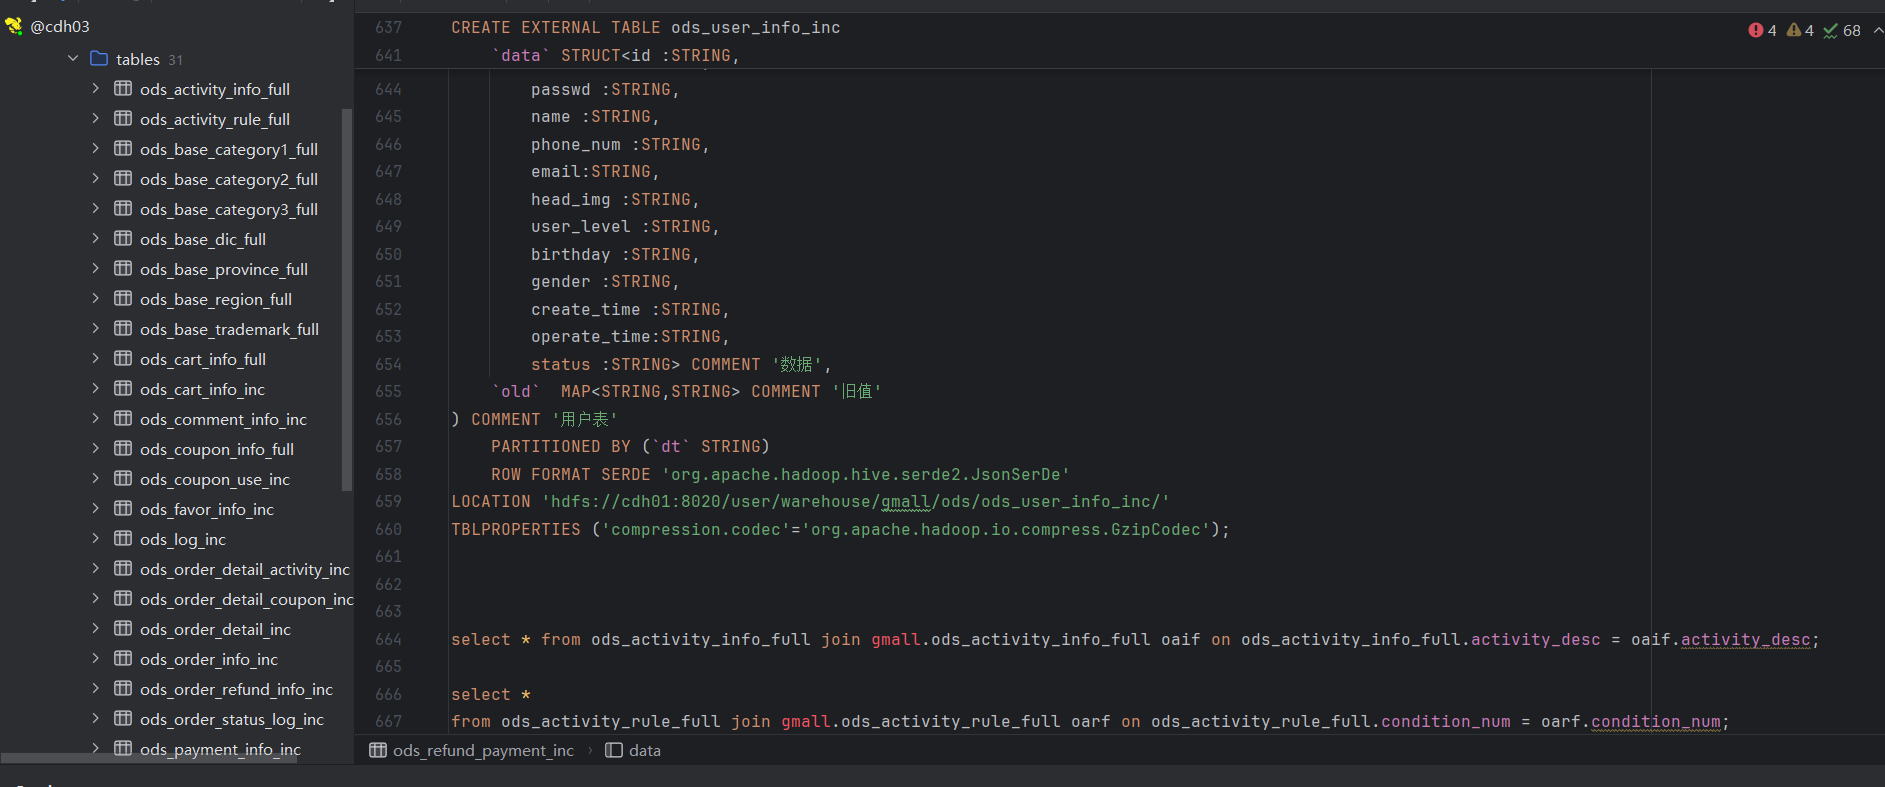 @cdh03
tables 31
ods_activity_info_full
ods_activity_rule_full
ods_base_category1_full
ods_base_category2_full
ods_base_category3_full
ods_base_dic_full
ods_base_province_full
ods_base_region_full
ods_base_trademark_full
ods_cart_info_full
ods_cart_info_inc
ods_comment_info_inc
ods_coupon_info_full
ods_coupon_use_inc
ods_favor_info_inc
ods_log_inc
ods_order_detail_activity_inc
ods_order_detail_coupon_inc
ods_order_detail_inc
ods_order_info_inc
ods_order_refund_info_inc
ods_order_status_log_inc
ods_payment_info_inc
4 4 68
637 CREATE EXTERNAL TABLE ods_user_info_inc
641 `data` STRUCT<id :STRING,
644 passwd :STRING,
645 name :STRING,
646 phone_num :STRING,
647 email:STRING,
648 head_img :STRING,
649 user_level :STRING,
650 birthday :STRING,
651 gender :STRING,
652 create_time :STRING,
653 operate_time:STRING,
654 status :STRING> COMMENT '数据',
655 `old`  MAP<STRING,STRING> COMMENT '旧值'
656 ) COMMENT '用户表'
657 PARTITIONED BY (`dt` STRING)
658 ROW FORMAT SERDE 'org.apache.hadoop.hive.serde2.JsonSerDe'
659 LOCATION 'hdfs://cdh01:8020/user/warehouse/gmall/ods/ods_user_info_inc/'
660 TBLPROPERTIES ('compression.codec'='org.apache.hadoop.io.compress.GzipCodec');
661
662
663
664 select * from ods_activity_info_full join gmall.ods_activity_info_full oaif on ods_activity_info_full.activity_desc = oaif.activity_desc;
665
666 select *
667 from ods_activity_rule_full join gmall.ods_activity_rule_full oarf on ods_activity_rule_full.condition_num = oarf.condition_num;
ods_refund_payment_inc › data